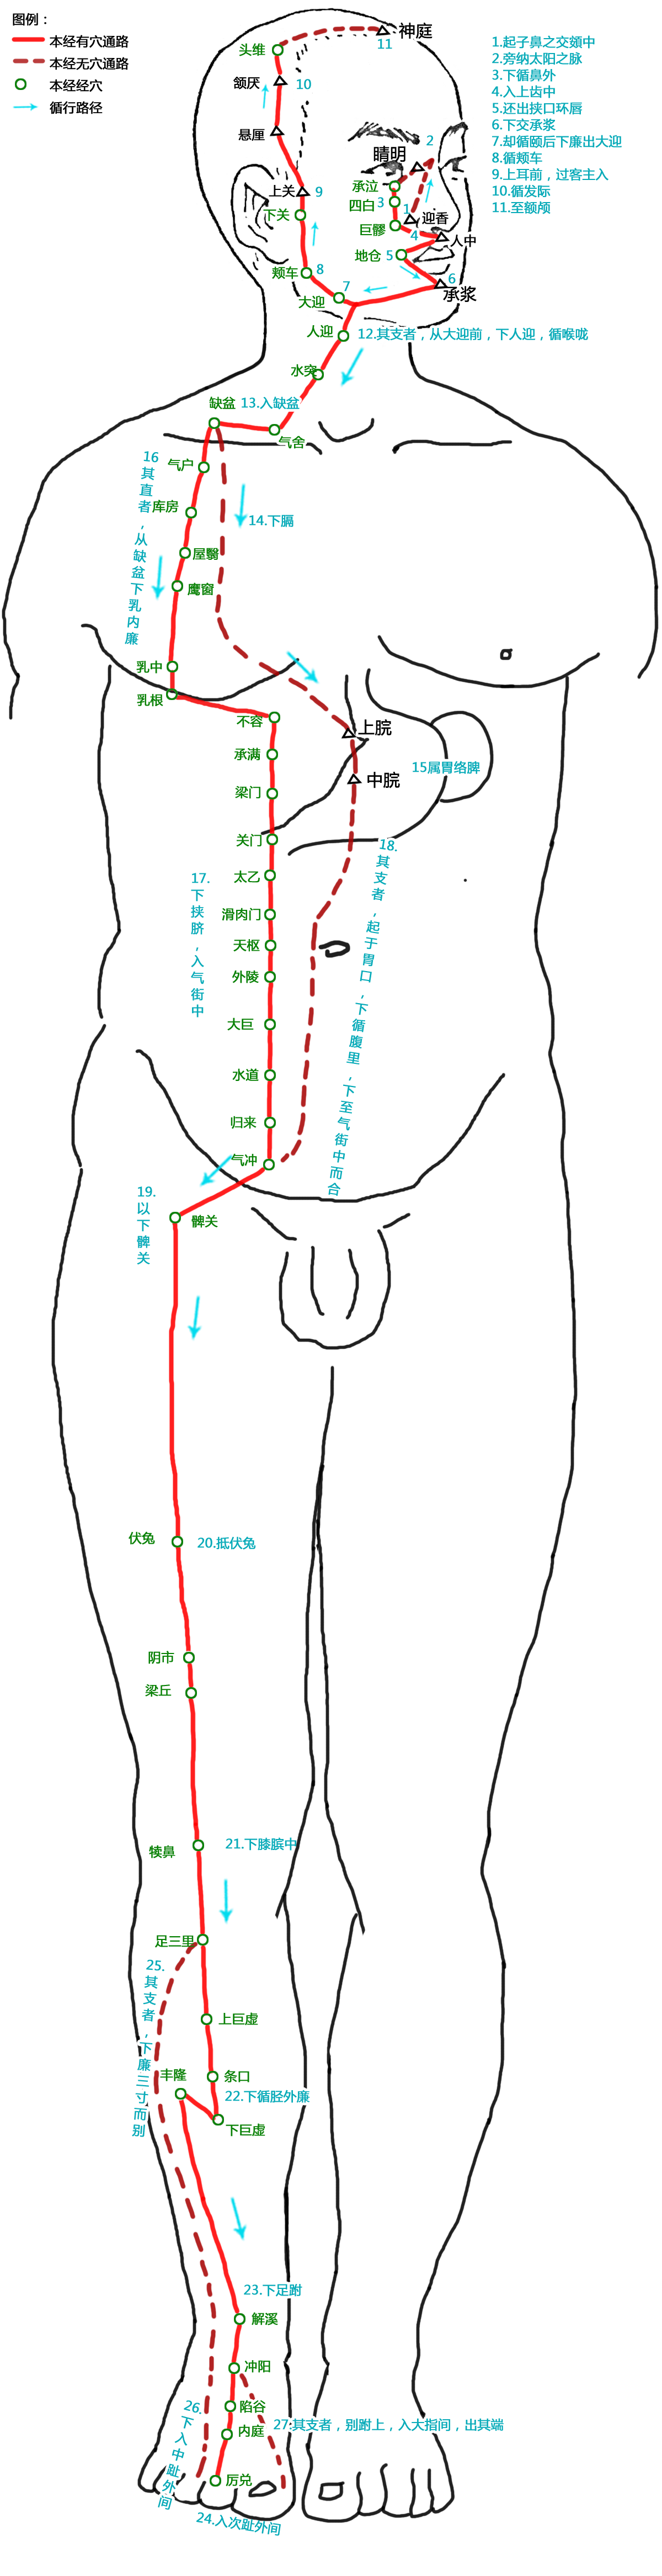 图例：
本经有穴通路
本经无穴通路
本经经穴
循行路径
神庭
11
头维
颔厌
10
悬厘
上关
9
下关
颊车
8
大迎
7
睛明
2
承泣
四白
3
1
迎香
巨髎
4
人中
地仓
5
6
承浆
1.起于鼻之交頞中
2.旁纳太阳之脉
3.下循鼻外
4.入上齿中
5.还出挟口环唇
6.下交承浆
7.却循颐后下廉出大迎
8.循颊车
9.上耳前，过客主人
10.循发际
11.至额颅
人迎
12.其支者，从大迎前，下人迎，循喉咙
水突
缺盆
13.入缺盆
气舍
气户
16其直者，从缺盆下乳内廉
库房
14.下膈
屋翳
鹰窗
乳中
乳根
不容
上脘
承满
中脘
15属胃络脾
梁门
关门
18.其支者，起于胃口，下循腹里，下至气街中而合
太乙
17.下挟脐，入气街中
滑肉门
天枢
外陵
大巨
水道
归来
气冲
19.以下髀关
髀关
伏兔
20.抵伏兔
阴市
梁丘
犊鼻
21.下膝膑中
足三里
25.其支者，下廉三寸而别
上巨虚
丰隆
条口
22.下循胫外廉
下巨虚
23.下足跗
解溪
冲阳
陷谷
内庭
26.下入中趾外间
27.其支者，别跗上，入大指间，出其端
厉兑
24.入次趾外间